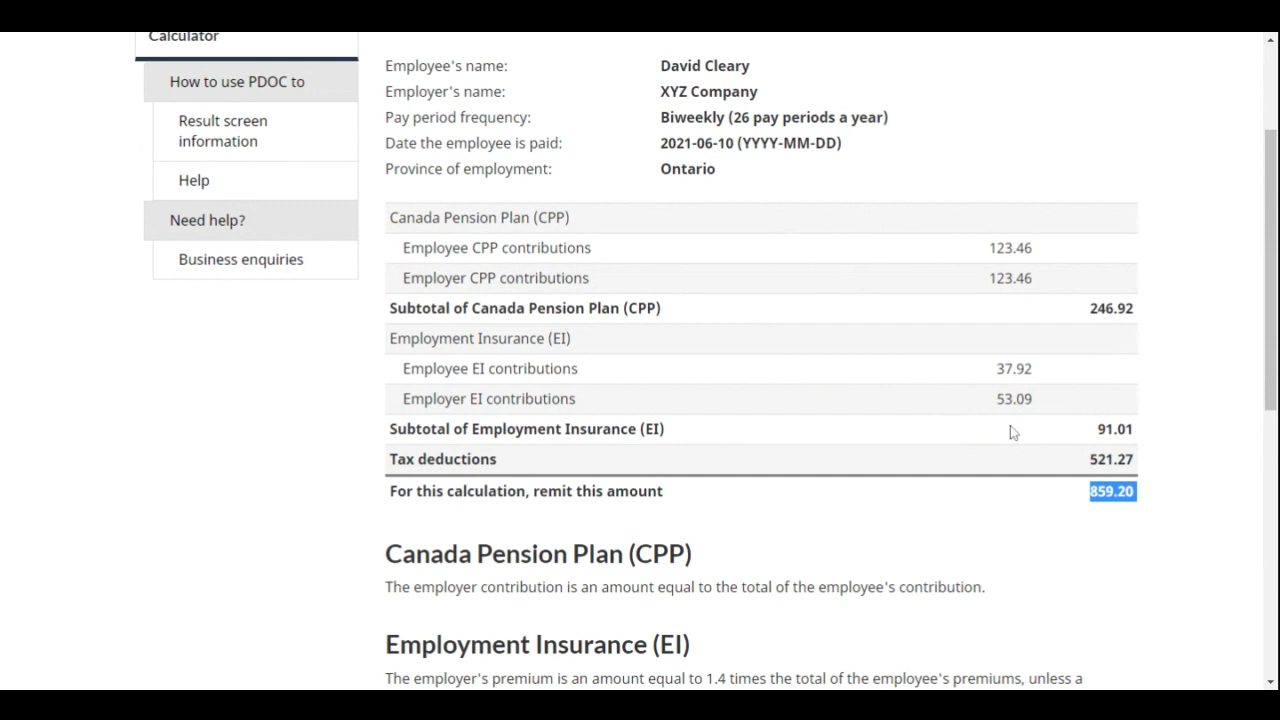 Calculator
How to use PDOC to
Result screen
information
Help
Need help?
Business enquiries
Employee's name: David Cleary
Employer's name: XYZ Company
Pay period frequency: Biweekly (26 pay periods a year)
Date the employee is paid: 2021-06-10 (YYYY-MM-DD)
Province of employment: Ontario
Canada Pension Plan (CPP)
Employee CPP contributions 123.46
Employer CPP contributions 123.46
Subtotal of Canada Pension Plan (CPP) 246.92
Employment Insurance (EI)
Employee EI contributions 37.92
Employer EI contributions 53.09
Subtotal of Employment Insurance (EI) 91.01
Tax deductions 521.27
For this calculation, remit this amount 859.20
Canada Pension Plan (CPP)
The employer contribution is an amount equal to the total of the employee's contribution.
Employment Insurance (EI)
The employer's premium is an amount equal to 1.4 times the total of the employee's premiums, unless a